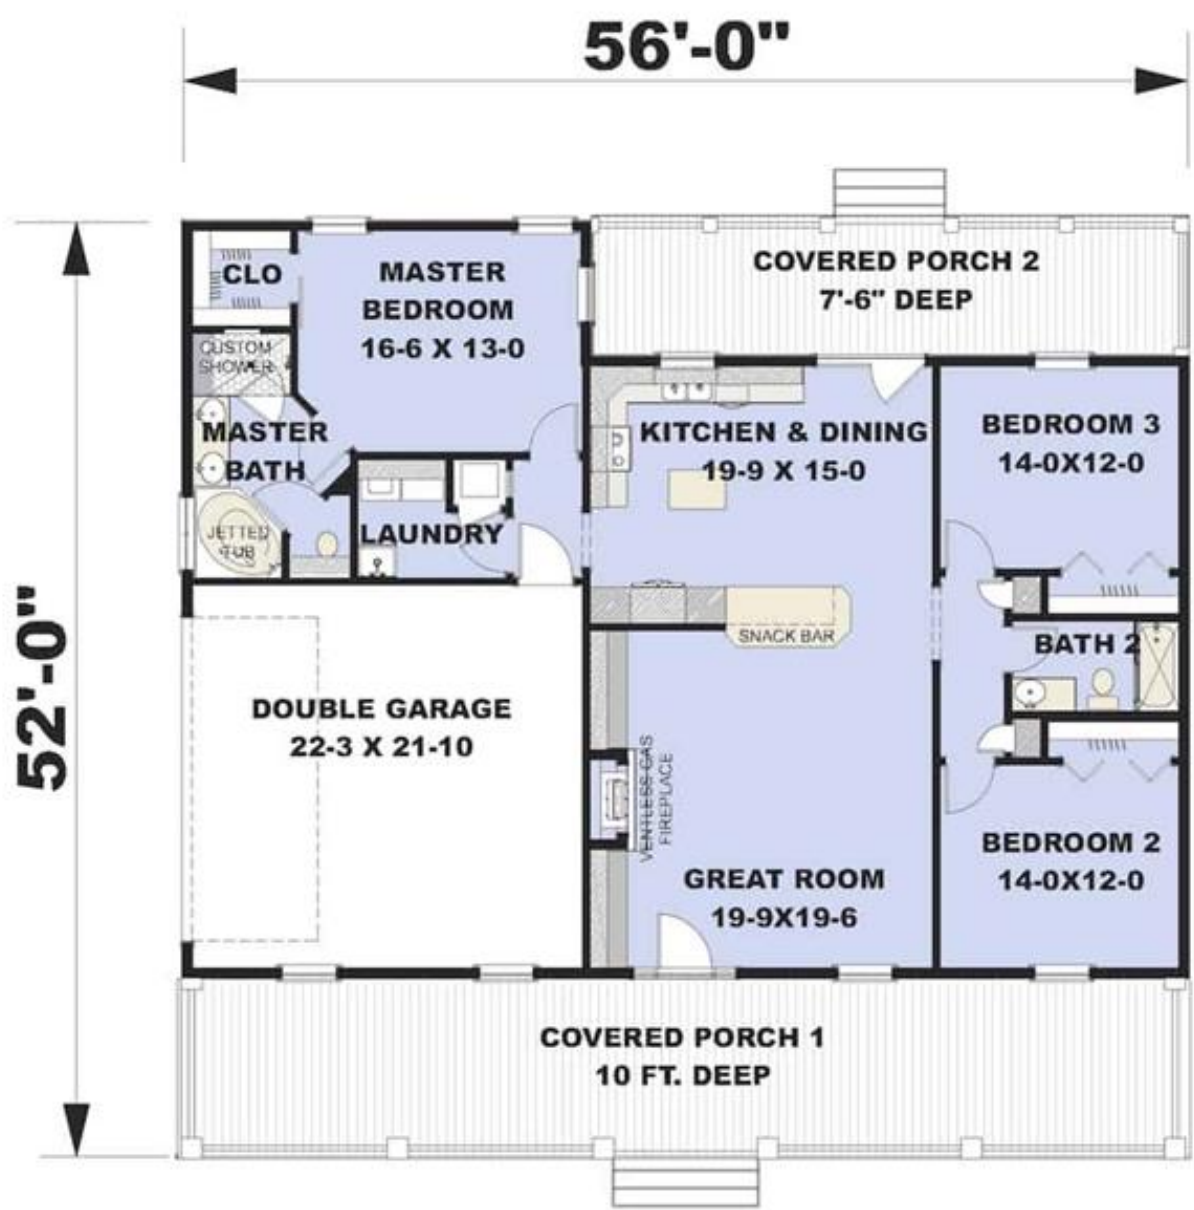 56'-0"
52'-0"
CLO
MASTER
BEDROOM
16-6 X 13-0
COVERED PORCH 2
7'-6" DEEP
CUSTOM
SHOWER
MASTER
BATH
JETTED
TUB
LAUNDRY
KITCHEN & DINING
19-9 X 15-0
BEDROOM 3
14-0X12-0
SNACK BAR
BATH 2
DOUBLE GARAGE
22-3 X 21-10
VENTLESS GAS
FIREPLACE
GREAT ROOM
19-9X19-6
BEDROOM 2
14-0X12-0
COVERED PORCH 1
10 FT. DEEP